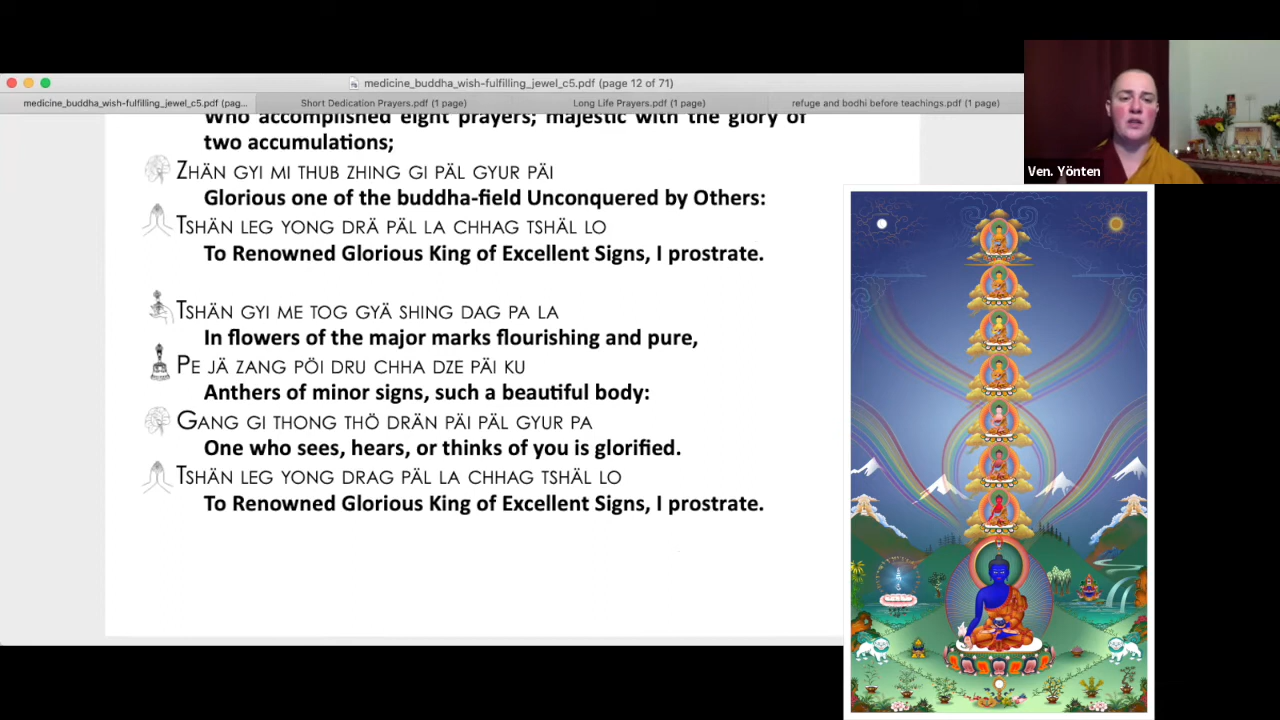 medicine_buddha_wish-fulfilling_jewel_c5.pdf (page 12 of 71)
medicine_buddha_wish-fulfilling_jewel_c5.pdf (pag...
Short Dedication Prayers.pdf (1 page)
Long Life Prayers.pdf (1 page)
refuge and bodhi before teachings.pdf (1 page)
Who accomplished eight prayers; majestic with the glory of
two accumulations;
ZHÄN GYI MI THUB ZHING GI PÄL GYUR PÄI
Glorious one of the buddha-field Unconquered by Others:
TSHÄN LEG YONG DRÄ PÄL LA CHHAG TSHÄL LO
To Renowned Glorious King of Excellent Signs, I prostrate.
TSHÄN GYI ME TOG GYÄ SHING DAG PA LA
In flowers of the major marks flourishing and pure,
PE JÄ ZANG PÖI DRU CHHA DZE PÄI KU
Anthers of minor signs, such a beautiful body:
GANG GI THONG THÖ DRÄN PÄI PÄL GYUR PA
One who sees, hears, or thinks of you is glorified.
TSHÄN LEG YONG DRAG PÄL LA CHHAG TSHÄL LO
To Renowned Glorious King of Excellent Signs, I prostrate.
Ven. Yönten